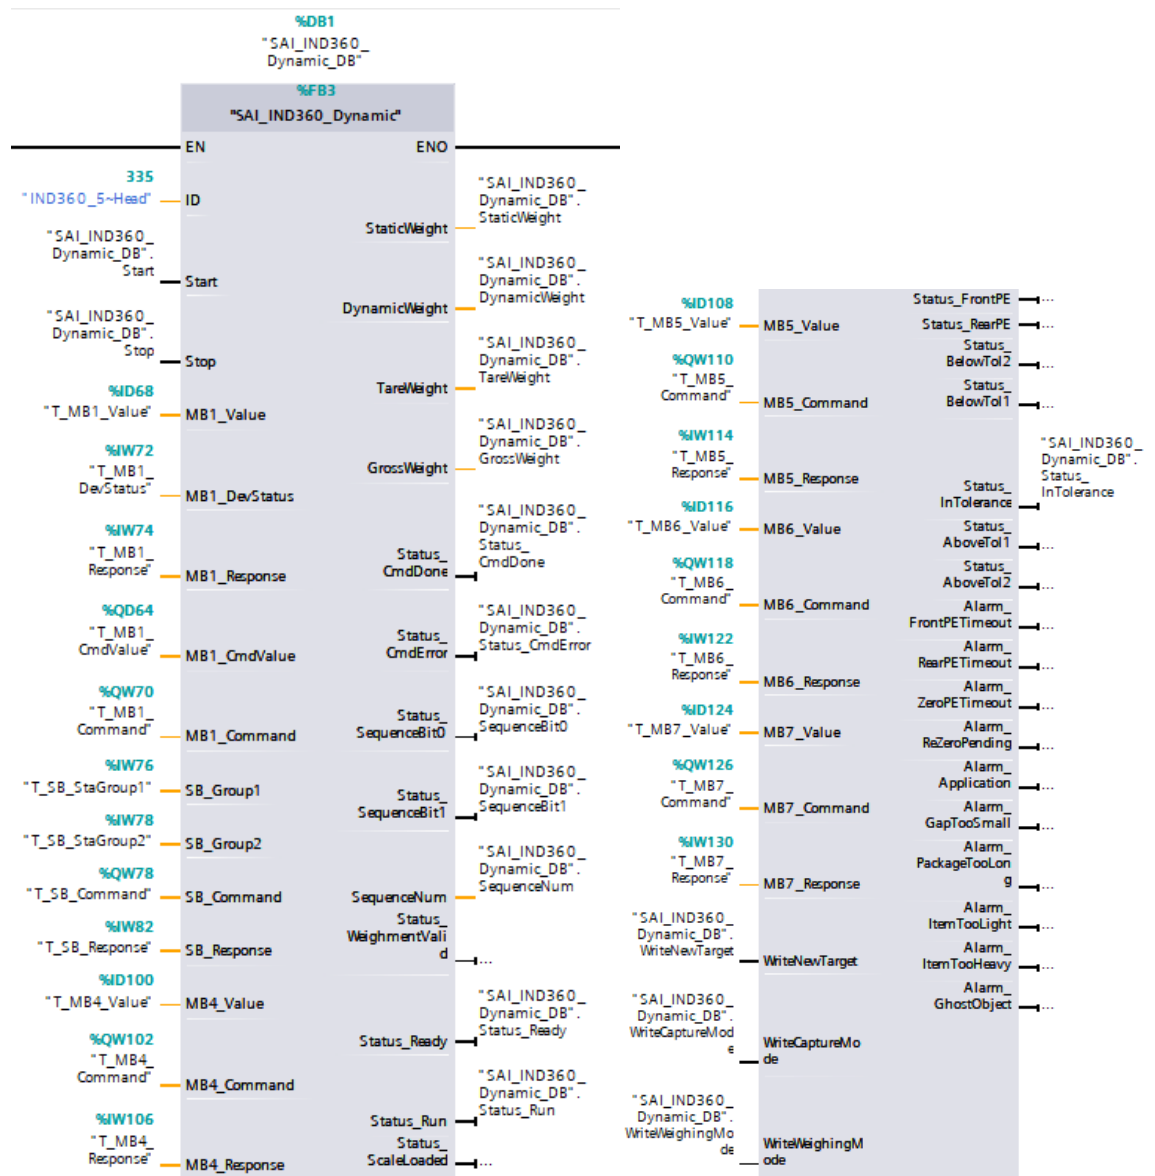 %DB1
"SAI_IND360_
Dynamic_DB"
%FB3
"SAI_IND360_Dynamic"
EN
ENO
335
"IND360_5~Head"
ID
"SAI_IND360_
Dynamic_DB".
Start
Start
"SAI_IND360_
Dynamic_DB".
Stop
Stop
%ID68
"T_MB1_Value"
MB1_Value
%IW72
"T_MB1_
DevStatus"
MB1_DevStatus
%IW74
"T_MB1_
Response"
MB1_Response
%QD64
"T_MB1_
CmdValue"
MB1_CmdValue
%QW70
"T_MB1_
Command"
MB1_Command
%IW76
"T_SB_StaGroup1"
SB_Group1
%IW78
"T_SB_StaGroup2"
SB_Group2
%QW78
"T_SB_Command"
SB_Command
%IW82
"T_SB_Response"
SB_Response
%ID100
"T_MB4_Value"
MB4_Value
%QW102
"T_MB4_
Command"
MB4_Command
%IW106
"T_MB4_
Response"
MB4_Response
StaticWeight
"SAI_IND360_
Dynamic_DB".
StaticWeight
DynamicWeight
"SAI_IND360_
Dynamic_DB".
DynamicWeight
TareWeight
"SAI_IND360_
Dynamic_DB".
TareWeight
GrossWeight
"SAI_IND360_
Dynamic_DB".
GrossWeight
Status_
CmdDone
"SAI_IND360_
Dynamic_DB".
Status_
CmdDone
Status_
CmdError
"SAI_IND360_
Dynamic_DB".
Status_CmdError
Status_
SequenceBit0
"SAI_IND360_
Dynamic_DB".
SequenceBit0
Status_
SequenceBit1
"SAI_IND360_
Dynamic_DB".
SequenceBit1
SequenceNum
"SAI_IND360_
Dynamic_DB".
SequenceNum
Status_
WeighmentVali
d
...
Status_Ready
"SAI_IND360_
Dynamic_DB".
Status_Ready
Status_Run
"SAI_IND360_
Dynamic_DB".
Status_Run
Status_
ScaleLoaded
...
%ID108
"T_MB5_Value"
MB5_Value
%QW110
"T_MB5_
Command"
MB5_Command
%IW114
"T_MB5_
Response"
MB5_Response
%ID116
"T_MB6_Value"
MB6_Value
%QW118
"T_MB6_
Command"
MB6_Command
%IW122
"T_MB6_
Response"
MB6_Response
%ID124
"T_MB7_Value"
MB7_Value
%QW126
"T_MB7_
Command"
MB7_Command
%IW130
"T_MB7_
Response"
MB7_Response
"SAI_IND360_
Dynamic_DB".
WriteNewTarget
WriteNewTarget
"SAI_IND360_
Dynamic_DB".
WriteCaptureMod
e
WriteCaptureMo
de
"SAI_IND360_
Dynamic_DB".
WriteWeighingMo
de
WriteWeighingM
ode
Status_FrontPE
...
Status_RearPE
...
Status_
BelowTol2
...
Status_
BelowTol1
...
Status_
InTolerance
"SAI_IND360_
Dynamic_DB".
Status_
InTolerance
Status_
AboveTol1
...
Status_
AboveTol2
...
Alarm_
FrontPETimeout
...
Alarm_
RearPETimeout
...
Alarm_
ZeroPETimeout
...
Alarm_
ReZeroPending
...
Alarm_
Application
...
Alarm_
GapTooSmall
...
Alarm_
PackageTooLon
g
...
Alarm_
ItemTooLight
...
Alarm_
ItemTooHeavy
...
Alarm_
GhostObject
...